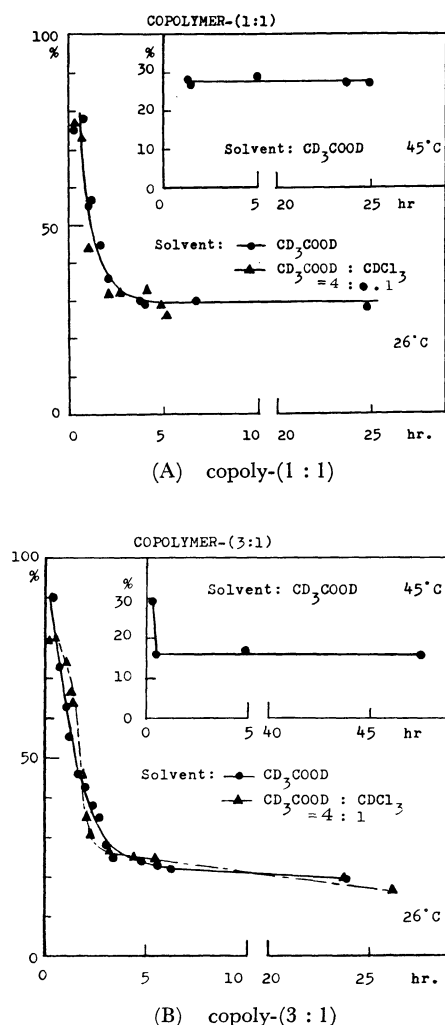 COPOLYMER-(1:1)
100
%
50
0
%
30
20
10
0
0 5 20 25 hr
Solvent: CD3COOD 45°C
Solvent: CD3COOD
CD3COOD : CDCl3
=4 : . 1
26°C
0 5 10 20 25 hr.
(A) copoly-(1 : 1)
COPOLYMER-(3:1)
100
%
50
0
%
30
20
10
0
Solvent: CD3COOD 45°C
0 5 40 45 hr
Solvent: CD3COOD
CD3COOD : CDCl3
=4 : 1
26°C
0 5 10 20 25 hr.
(B) copoly-(3 : 1)